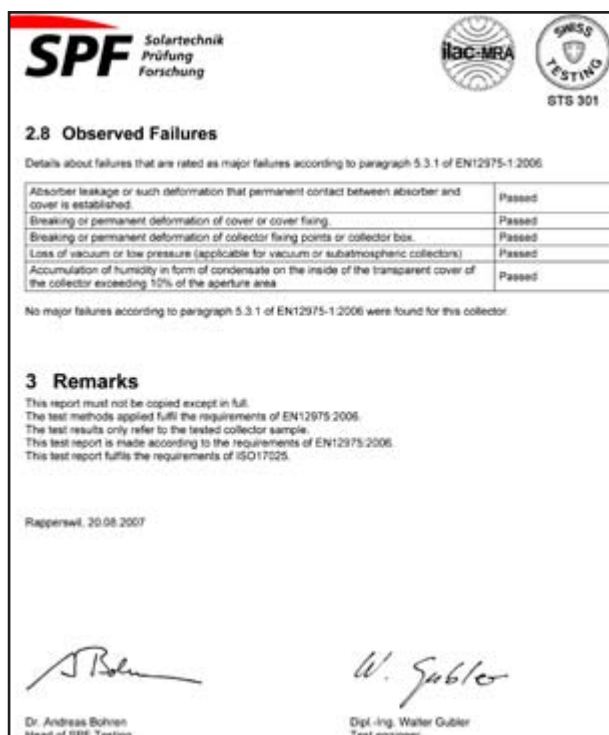 SPF Solartechnik
Prüfung
Forschung
ilac-MRA
SWISS
TESTING
STS 301
2.8 Observed Failures
Details about failures that are rated as major failures according to paragraph 5.3.1 of EN12975-1:2006
Absorber leakage or such deformation that permanent contact between absorber and
cover is established.
Passed
Breaking or permanent deformation of cover or cover fixing.
Passed
Breaking or permanent deformation of collector fixing points or collector box.
Passed
Loss of vacuum or low pressure (applicable for vacuum or subatmospheric collectors)
Passed
Accumulation of humidity in form of condensate on the inside of the transparent cover of
the collector exceeding 10% of the aperture area
Passed
No major failures according to paragraph 5.3.1 of EN12975-1:2006 were found for this collector.
3 Remarks
This report must not be copied except in full.
The test methods applied fulfil the requirements of EN12975:2006.
The test results only refer to the tested collector sample.
This test report is made according to the requirements of EN12975:2006.
This test report fulfils the requirements of ISO17025.
Rapperswil, 20.08.2007
A Bohren
W. Gubler
Dr. Andreas Bohren
Dipl.-Ing. Walter Gubler
Head of SPF Testing
Test engineer